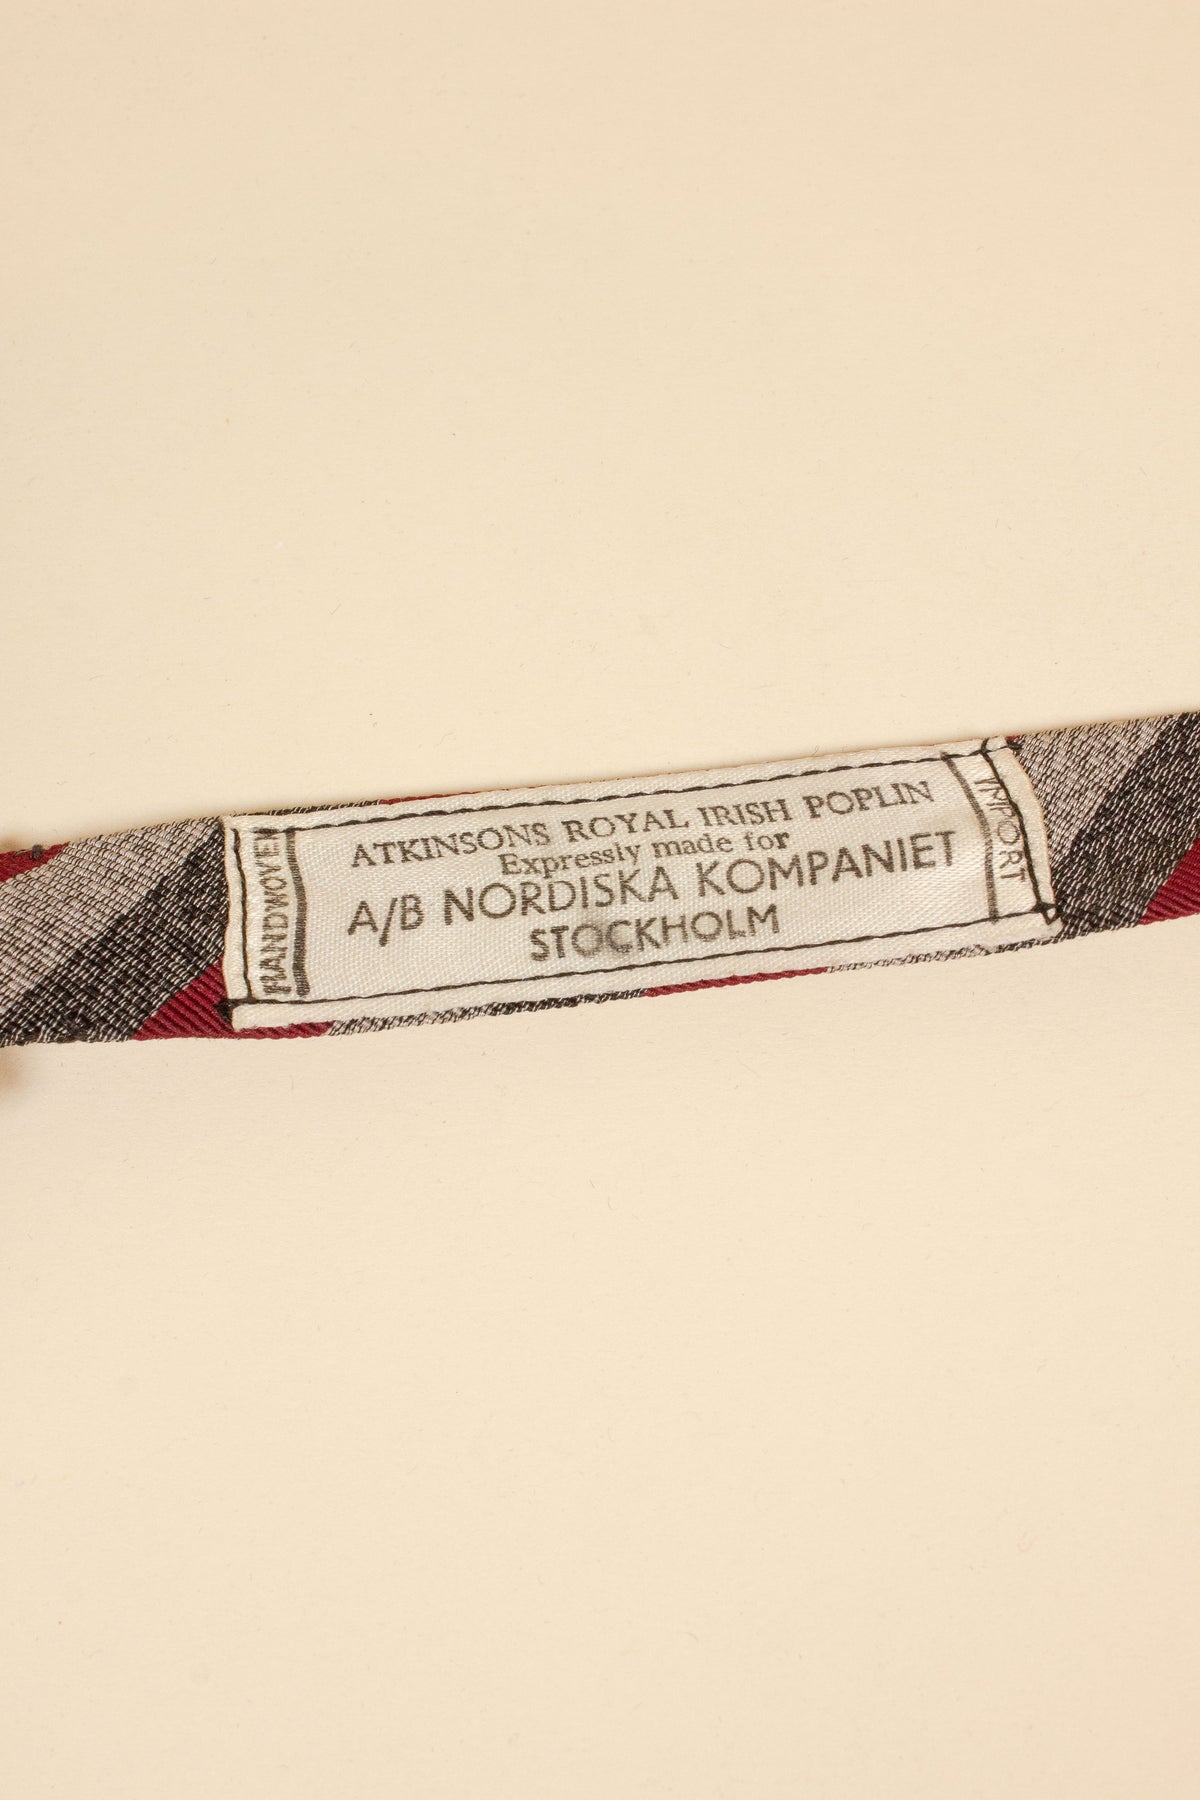 HANDWOVEN
ATKINSONS ROYAL IRISH POPLIN
Expressly made for
A/B NORDISKA KOMPANIET
STOCKHOLM
IMPORT